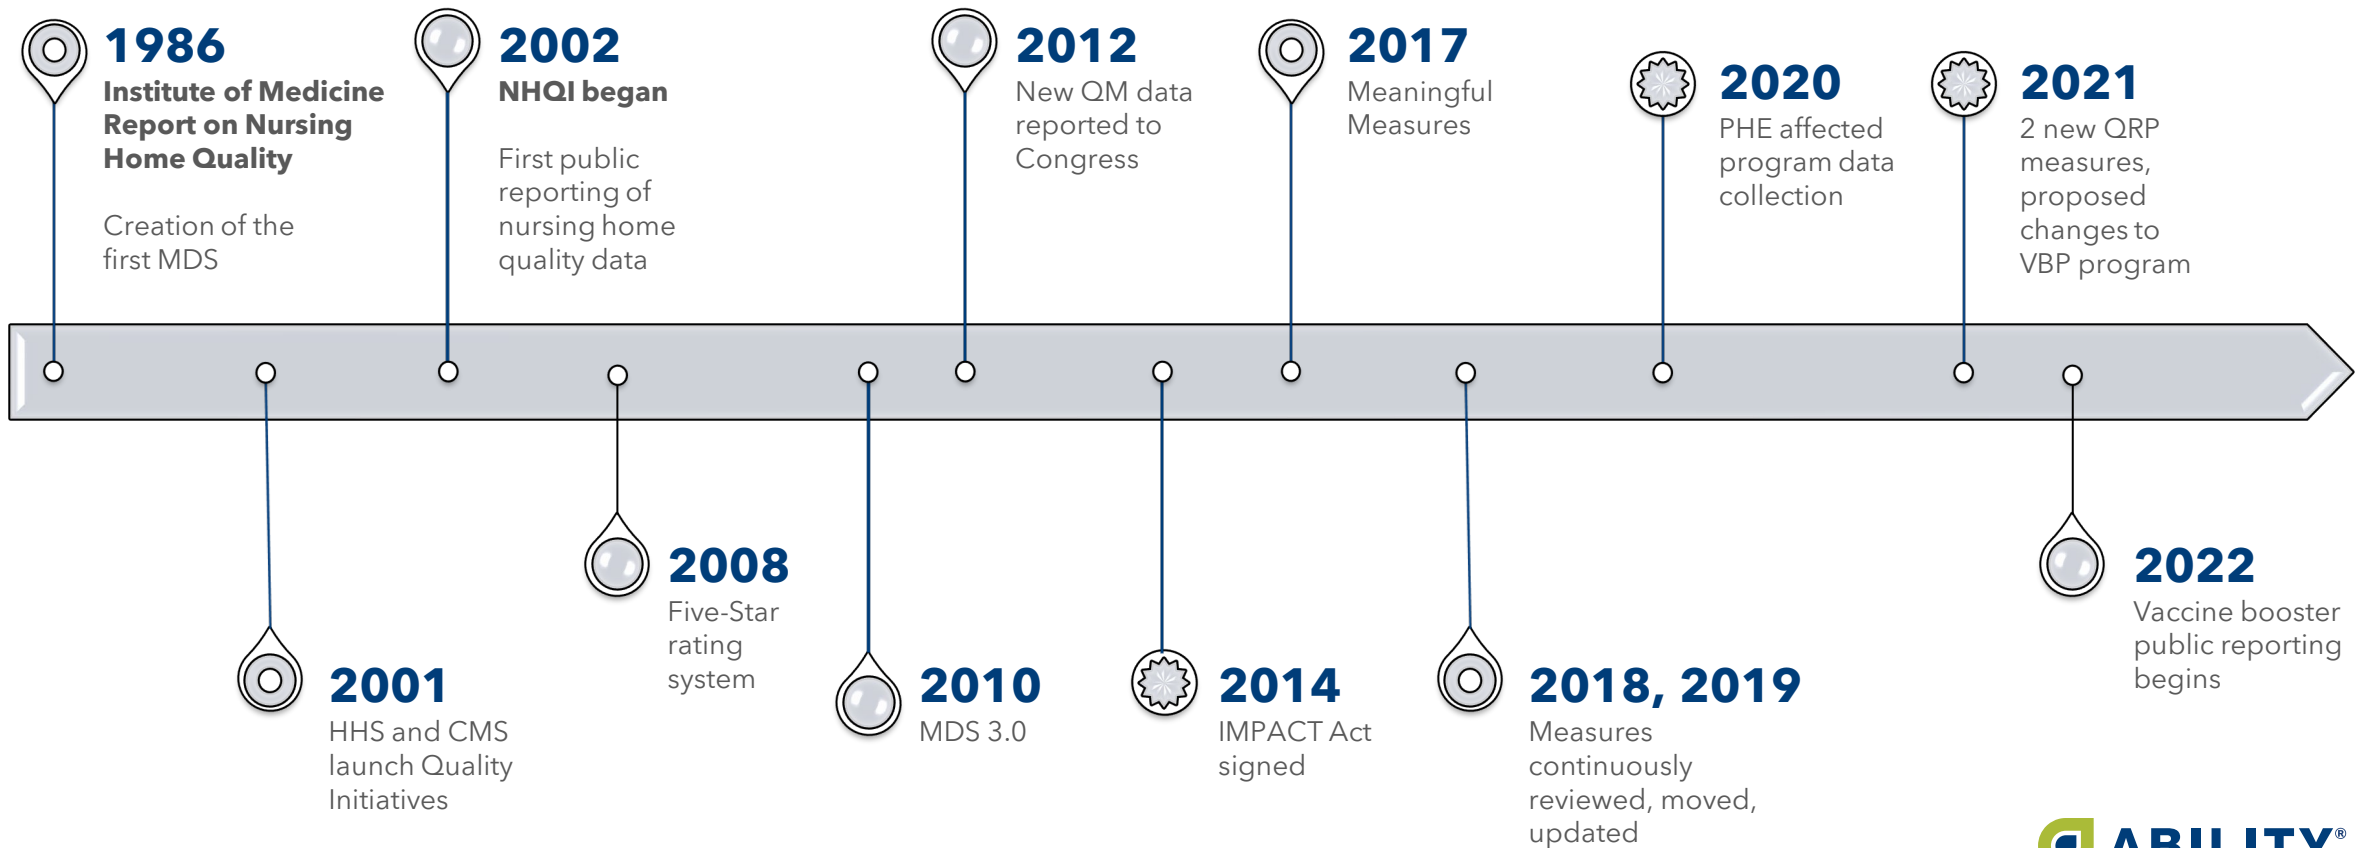 1986
Institute of Medicine
Report on Nursing
Home Quality
Creation of the
first MDS
2002
NHQI began
First public
reporting of
nursing home
quality data
2012
New QM data
reported to
Congress
2017
Meaningful
Measures
2020
PHE affected
program data
collection
2021
2 new QRP
measures,
proposed
changes to
VBP program
2001
HHS and CMS
launch Quality
Initiatives
2008
Five-Star
rating
system
2010
MDS 3.0
2014
IMPACT Act
signed
2018, 2019
Measures
continuously
reviewed, moved,
updated
2022
Vaccine booster
public reporting
begins
ABILITY®